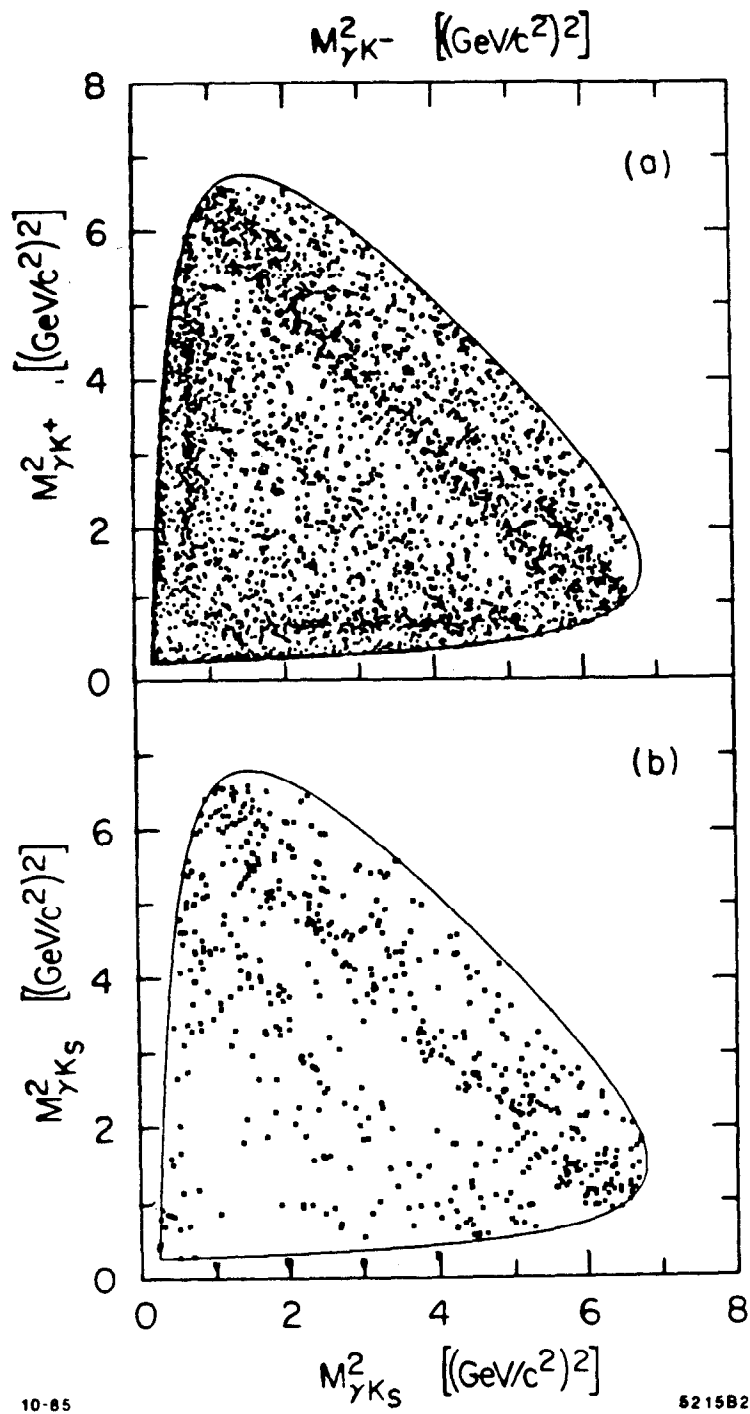 M²γK⁻ [(GeV/c²)²]
8
(a)
6
M²γK⁺ [(GeV/c²)²]
4
2
0
(b)
6
M²γKS [(GeV/c²)²]
4
2
0
0 2 4 6 8
M²γKS [(GeV/c²)²]
10-85 5215B2